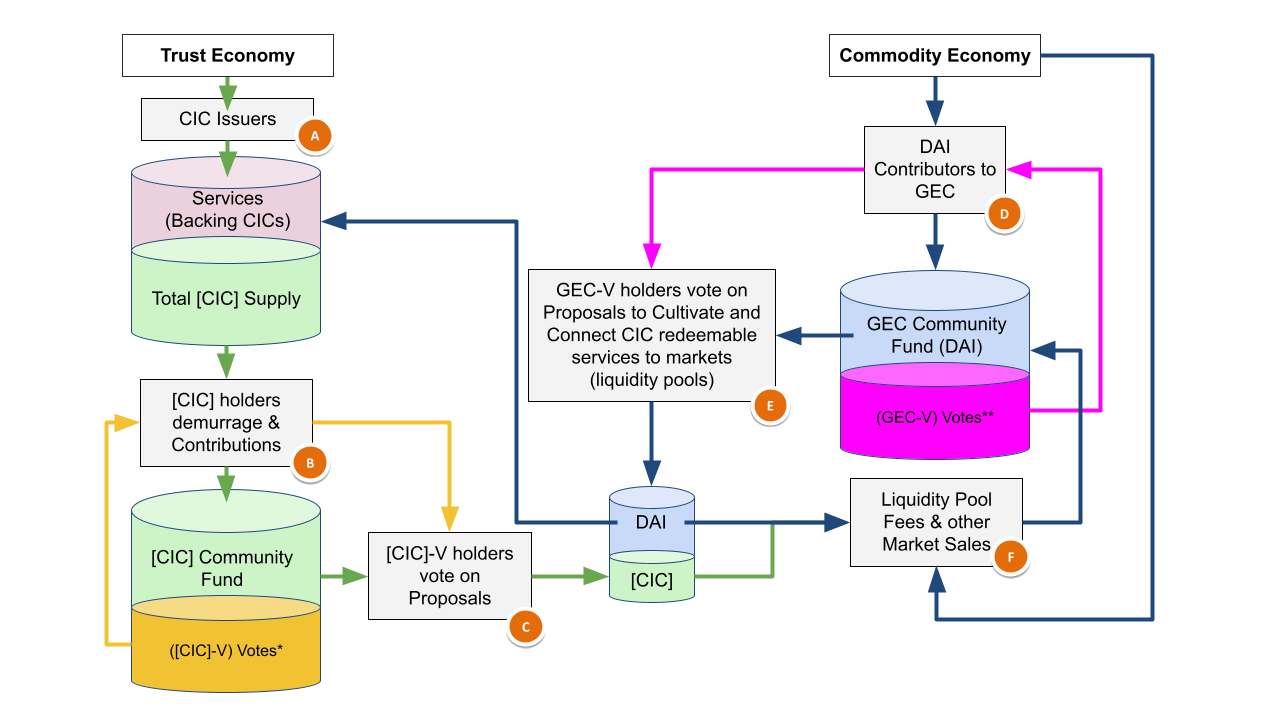 Trust Economy
Commodity Economy
CIC Issuers
A
DAI
Contributors to
GEC
D
Services
(Backing CICs)
Total [CIC] Supply
GEC-V holders vote on
Proposals to Cultivate and
Connect CIC redeemable
services to markets
(liquidity pools)
E
GEC Community
Fund (DAI)
(GEC-V) Votes**
[CIC] holders
demurrage &
Contributions
B
[CIC] Community
Fund
([CIC]-V) Votes*
[CIC]-V holders
vote on
Proposals
C
DAI
[CIC]
Liquidity Pool
Fees & other
Market Sales
F